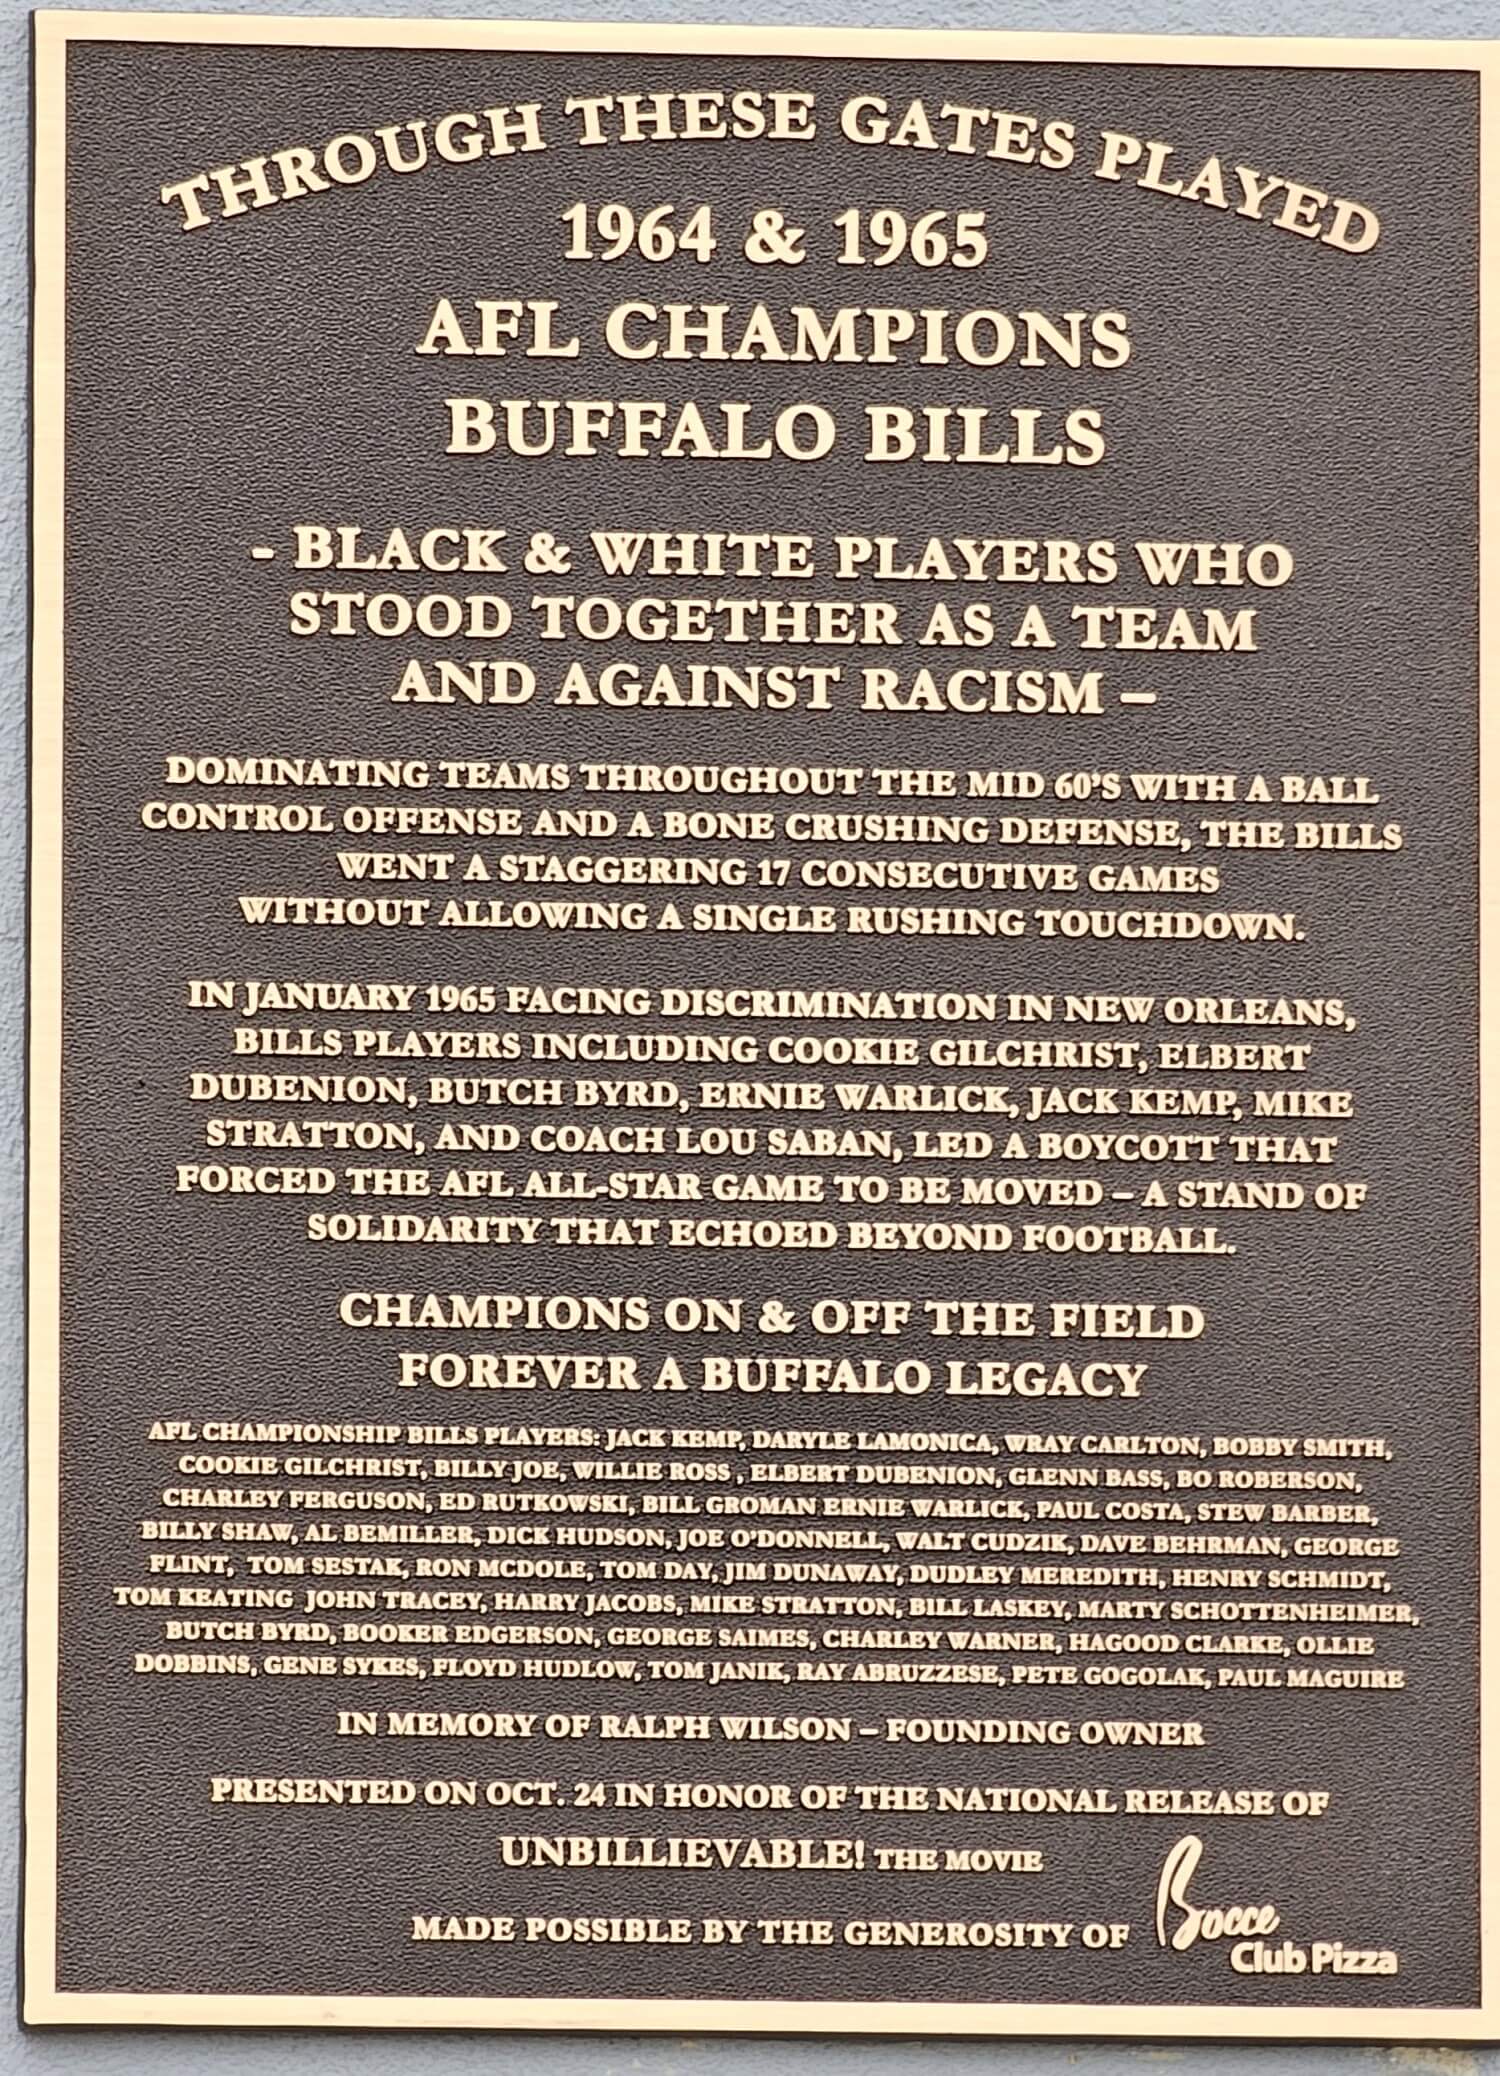 THROUGH THESE GATES PLAYED
1964 & 1965
AFL CHAMPIONS
BUFFALO BILLS
- BLACK & WHITE PLAYERS WHO
STOOD TOGETHER AS A TEAM
AND AGAINST RACISM –
DOMINATING TEAMS THROUGHOUT THE MID 60'S WITH A BALL
CONTROL OFFENSE AND A BONE CRUSHING DEFENSE, THE BILLS
WENT A STAGGERING 17 CONSECUTIVE GAMES
WITHOUT ALLOWING A SINGLE RUSHING TOUCHDOWN.
IN JANUARY 1965 FACING DISCRIMINATION IN NEW ORLEANS,
BILLS PLAYERS INCLUDING COOKIE GILCHRIST, ELBERT
DUBENION, BUTCH BYRD, ERNIE WARLICK, JACK KEMP, MIKE
STRATTON, AND COACH LOU SABAN, LED A BOYCOTT THAT
FORCED THE AFL ALL-STAR GAME TO BE MOVED – A STAND OF
SOLIDARITY THAT ECHOED BEYOND FOOTBALL.
CHAMPIONS ON & OFF THE FIELD
FOREVER A BUFFALO LEGACY
AFL CHAMPIONSHIP BILLS PLAYERS: JACK KEMP, DARYLE LAMONICA, WRAY CARLTON, BOBBY SMITH,
COOKIE GILCHRIST, BILLY JOE, WILLIE ROSS , ELBERT DUBENION, GLENN BASS, BO ROBERSON,
CHARLEY FERGUSON, ED RUTKOWSKI, BILL GROMAN ERNIE WARLICK, PAUL COSTA, STEW BARBER,
BILLY SHAW, AL BEMILLER, DICK HUDSON, JOE O'DONNELL, WALT CUDZIK, DAVE BEHRMAN, GEORGE
FLINT, TOM SESTAK, RON MCDOLE, TOM DAY, JIM DUNAWAY, DUDLEY MEREDITH, HENRY SCHMIDT,
TOM KEATING JOHN TRACEY, HARRY JACOBS, MIKE STRATTON, BILL LASKEY, MARTY SCHOTTENHEIMER,
BUTCH BYRD, BOOKER EDGERSON, GEORGE SAIMES, CHARLEY WARNER, HAGOOD CLARKE, OLLIE
DOBBINS, GENE SYKES, FLOYD HUDLOW, TOM JANIK, RAY ABRUZZESE, PETE GOGOLAK, PAUL MAGUIRE
IN MEMORY OF RALPH WILSON – FOUNDING OWNER
PRESENTED ON OCT. 24 IN HONOR OF THE NATIONAL RELEASE OF
UNBILLIEVABLE! THE MOVIE
MADE POSSIBLE BY THE GENEROSITY OF Bocce
Club Pizza